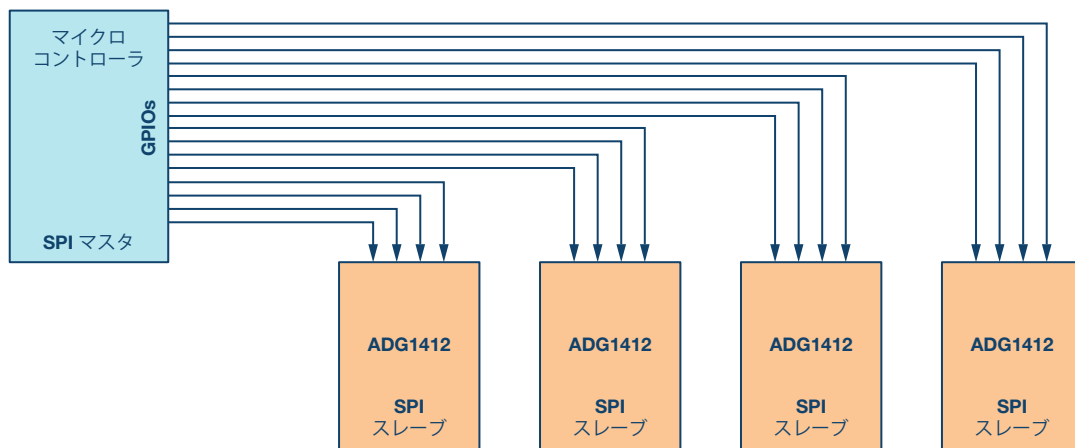 マイクロ
コントローラ
GPIOs
SPI マスタ
ADG1412
SPI
スレーブ
ADG1412
SPI
スレーブ
ADG1412
SPI
スレーブ
ADG1412
SPI
スレーブ